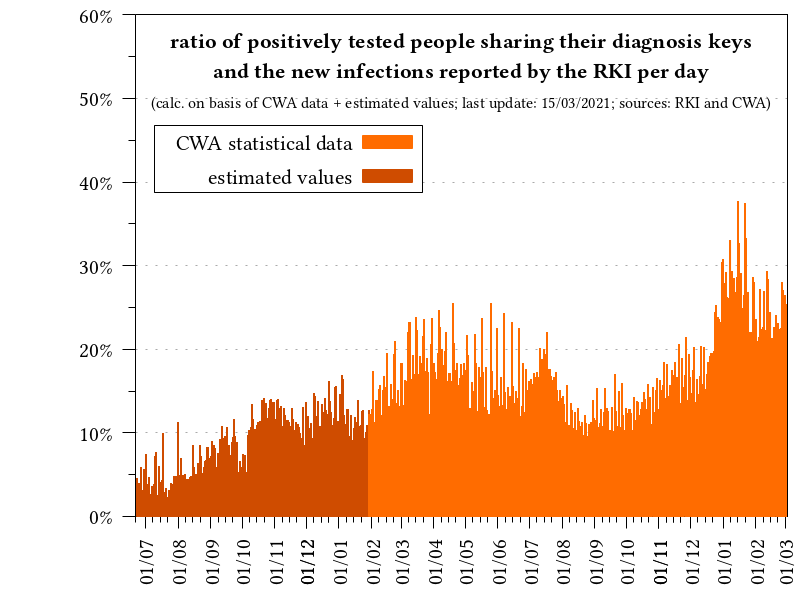 60%
ratio of positively tested people sharing their diagnosis keys
and the new infections reported by the RKI per day
50%
(calc. on basis of CWA data + estimated values; last update: 15/03/2021; sources: RKI and CWA)
CWA statistical data
estimated values
40%
30%
20%
10%
0%
01/07 01/08 01/09 01/10 01/11 01/12 01/01 01/02 01/03 01/04 01/05 01/06 01/07 01/08 01/09 01/10 01/11 01/12 01/01 01/02 01/03